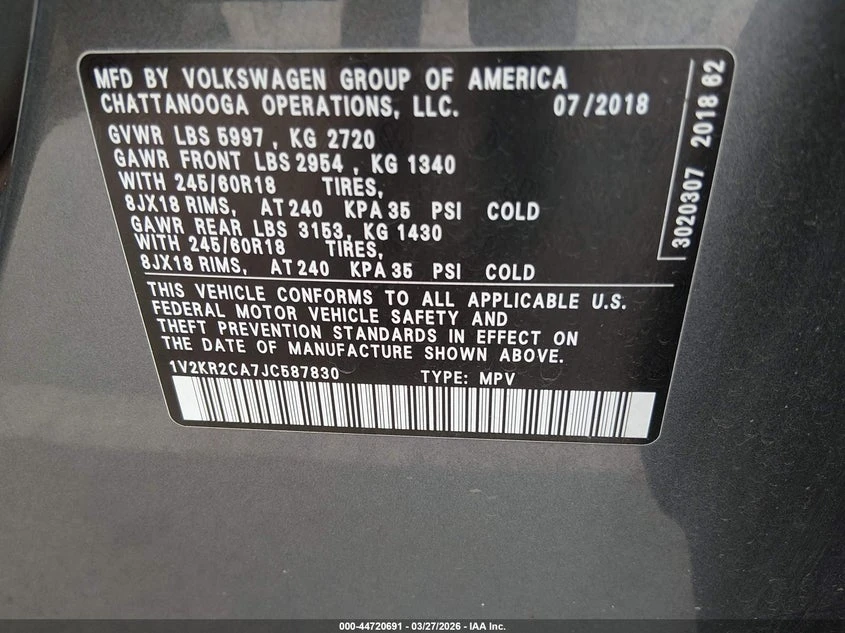 MFD BY VOLKSWAGEN GROUP OF AMERICA
CHATTANOOGA OPERATIONS, LLC. 07/2018
GVWR LBS 5997 , KG 2720
GAWR FRONT LBS 2954 , KG 1340
WITH 245/60R18 TIRES,
8JX18 RIMS, AT 240 KPA 35 PSI COLD
GAWR REAR LBS 3153, KG 1430
WITH 245/60R18 TIRES,
8JX18 RIMS, AT 240 KPA 35 PSI COLD
THIS VEHICLE CONFORMS TO ALL APPLICABLE U.S.
FEDERAL MOTOR VEHICLE SAFETY AND
THEFT PREVENTION STANDARDS IN EFFECT ON
THE DATE OF MANUFACTURE SHOWN ABOVE.
1V2KR2CA7JC587830 TYPE: MPV
3020307 2018 62
000-44720691 | 03/27/2026 | IAA Inc.